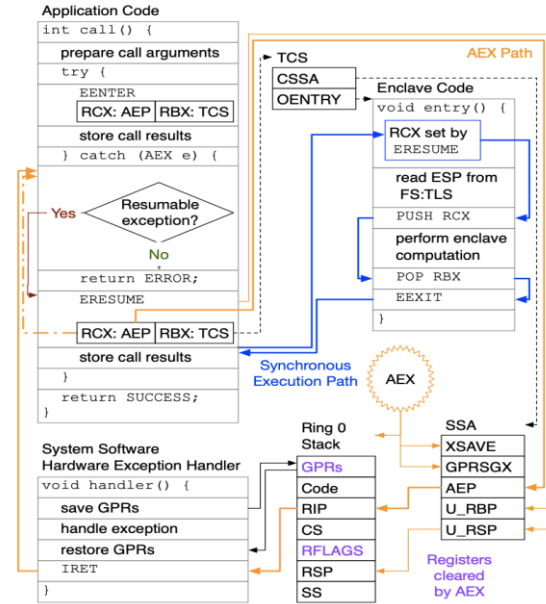 Application Code
int call() {
prepare call arguments
try {
EENTER
RCX: AEP RBX: TCS
store call results
} catch (AEX e) {
Resumable
exception?
Yes
No
return ERROR;
ERESUME
RCX: AEP RBX: TCS
store call results
}
return SUCCESS;
}
AEX Path
TCS
CSSA
OENTRY
Enclave Code
void entry() {
RCX set by
ERESUME
read ESP from
FS:TLS
PUSH RCX
perform enclave
computation
POP RBX
EEXIT
}
Synchronous
Execution Path
AEX
System Software
Hardware Exception Handler
void handler() {
save GPRs
handle exception
restore GPRs
IRET
}
Ring 0
Stack
GPRs
Code
RIP
CS
RFLAGS
RSP
SS
SSA
XSAVE
GPRSGX
AEP
U_RBP
U_RSP
Registers
cleared
by AEX